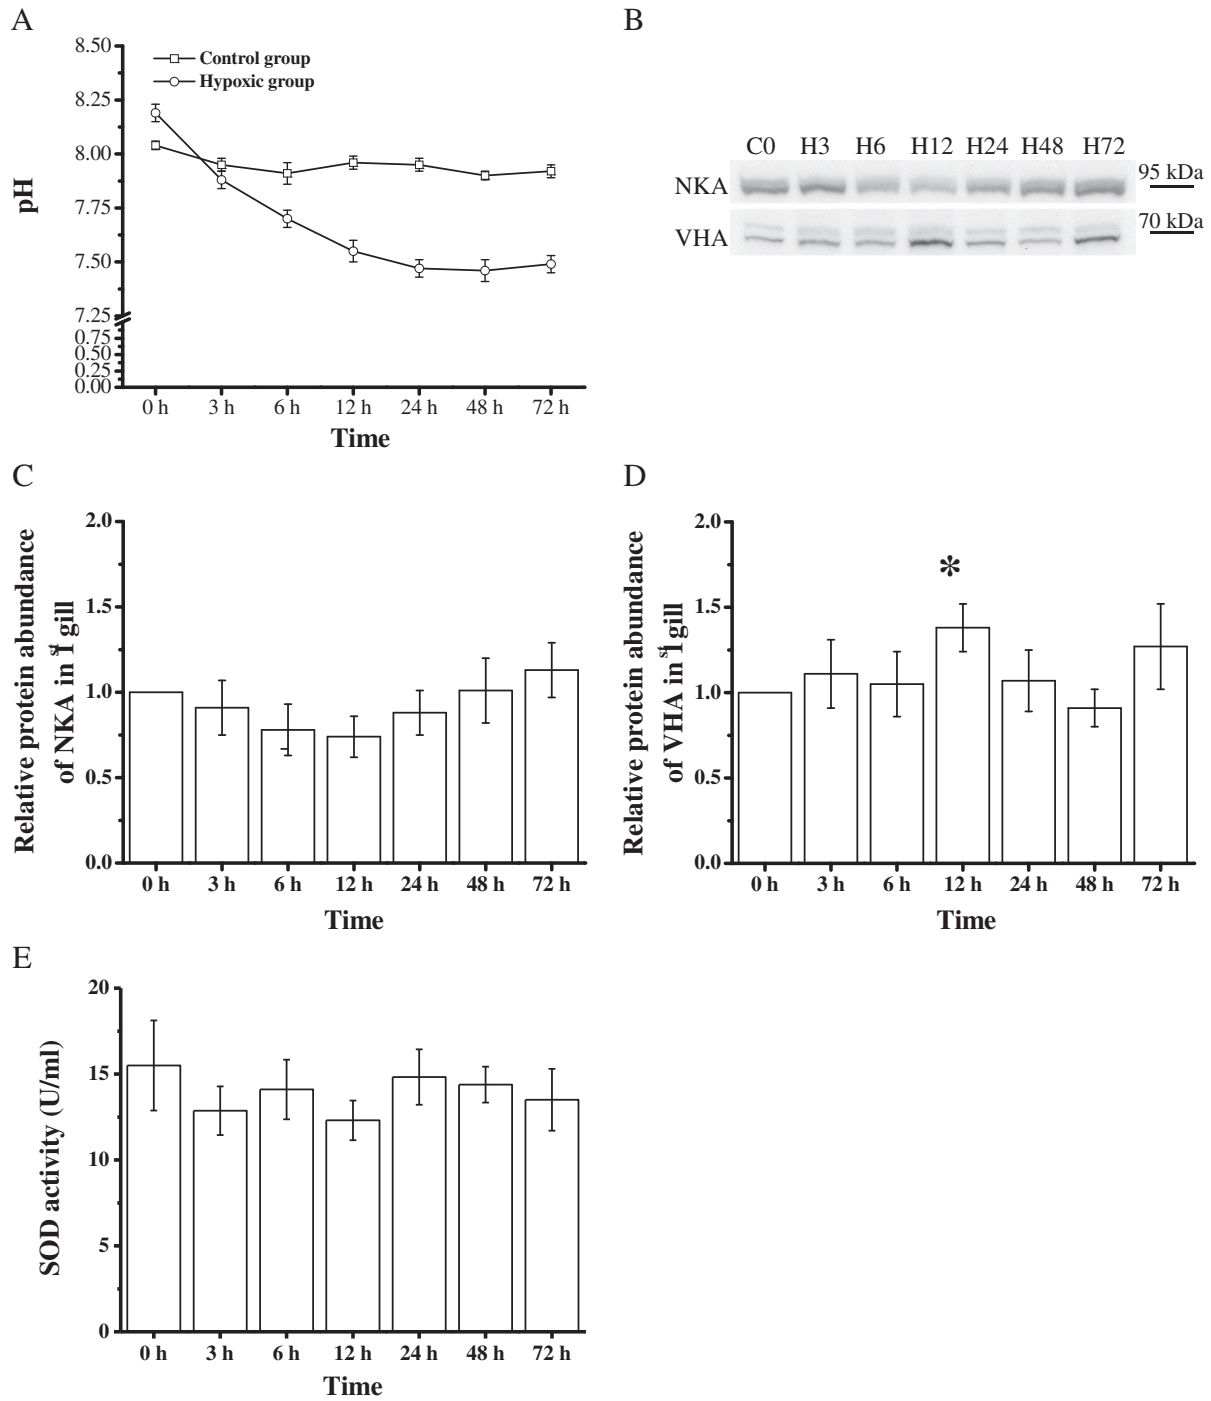 A
8.50
8.25
8.00
7.75
7.50
7.25
0.75
0.50
0.25
0.00
pH
Control group
Hypoxic group
0 h 3 h 6 h 12 h 24 h 48 h 72 h
Time
B
C0 H3 H6 H12 H24 H48 H72
NKA 95 kDa
VHA 70 kDa
C
Relative protein abundance
of NKA in 1st gill
2.0
1.5
1.0
0.5
0.0
0 h 3 h 6 h 12 h 24 h 48 h 72 h
Time
D
Relative protein abundance
of VHA in 1st gill
2.0
1.5
1.0
0.5
0.0
*
0 h 3 h 6 h 12 h 24 h 48 h 72 h
Time
E
SOD activity (U/ml)
20
15
10
5
0
0 h 3 h 6 h 12 h 24 h 48 h 72 h
Time